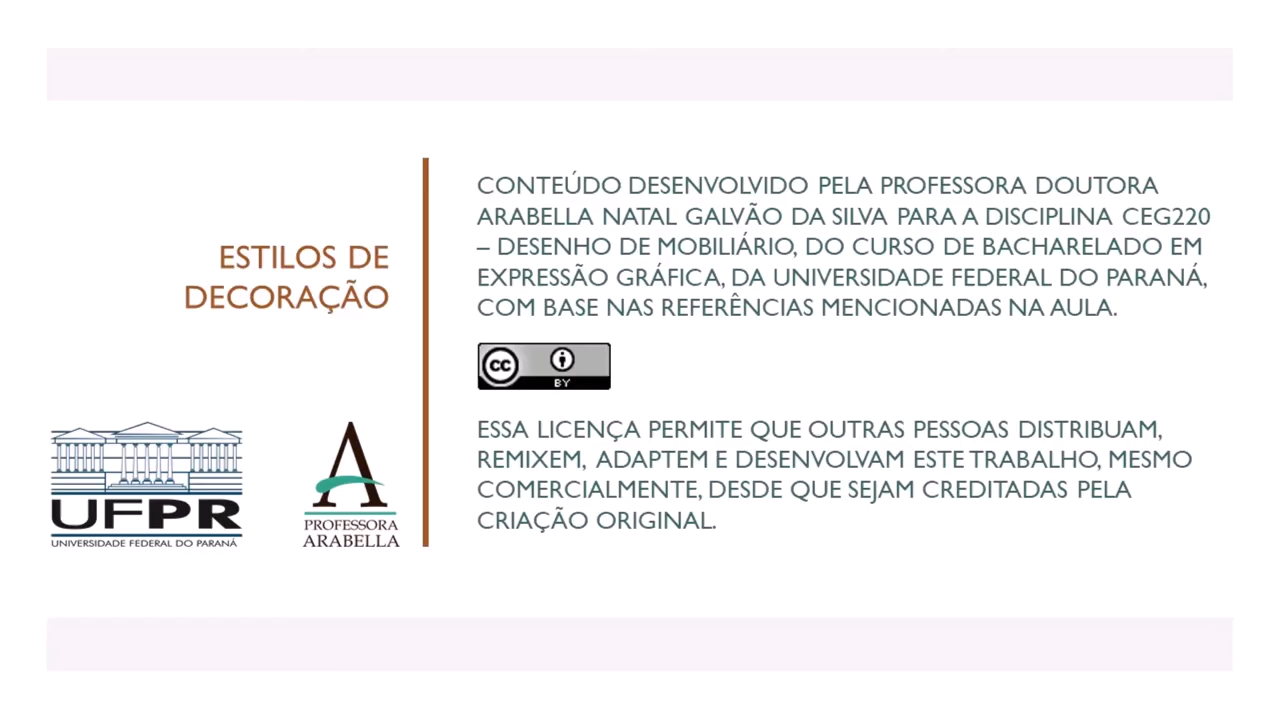 ESTILOS DE
DECORAÇÃO
CONTEÚDO DESENVOLVIDO PELA PROFESSORA DOUTORA
ARABELLA NATAL GALVÃO DA SILVA PARA A DISCIPLINA CEG220
– DESENHO DE MOBILIÁRIO, DO CURSO DE BACHARELADO EM
EXPRESSÃO GRÁFICA, DA UNIVERSIDADE FEDERAL DO PARANÁ,
COM BASE NAS REFERÊNCIAS MENCIONADAS NA AULA.
cc
BY
ESSA LICENÇA PERMITE QUE OUTRAS PESSOAS DISTRIBUAM,
REMIXEM, ADAPTEM E DESENVOLVAM ESTE TRABALHO, MESMO
COMERCIALMENTE, DESDE QUE SEJAM CREDITADAS PELA
CRIAÇÃO ORIGINAL.
UFPR
UNIVERSIDADE FEDERAL DO PARANÁ
A
PROFESSORA
ARABELLA